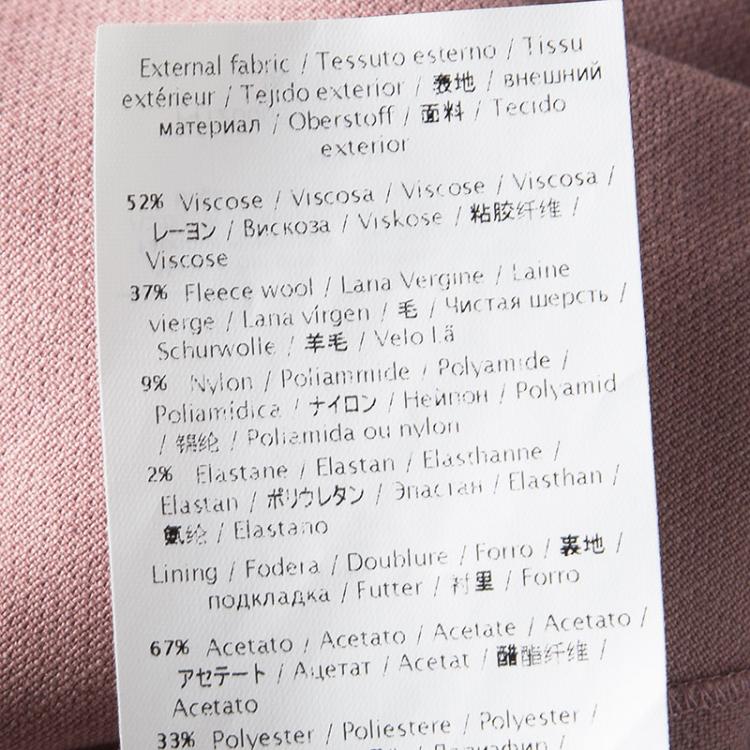 External fabric / Tessuto esterno / Tissu
extérieur / Tejido exterior / 表地 / внешний
материал / Oberstoff / 面料 / Tecido
exterior
52% Viscose / Viscosa / Viscose / Viscosa /
レーヨン / Вискоза / Viskose / 粘胶纤维 /
Viscose
37% Fleece wool / Lana Vergine / Laine
vierge / Lana vírgen / 毛 / Чистая шерсть /
Schurwolle / 羊毛 / Velo Lä
9% Nylon / Poliammide / Polyamide /
Poliamídica / ナイロン / Нейлон / Polyamid
/ 锦纶 / Poliamida ou nylon
2% Elastane / Elastan / Elasthanne /
Elastan / ポリウレタン / Эластан / Elasthan /
氨纶 / Elastano
Lining / Fodera / Doublure / Forro / 裏地 /
подкладка / Futter / 衬里 / Forro
67% Acetato / Acetato / Acetate / Acetato /
アセテート / Ацетат / Acetat / 醋酯纤维 /
Acetato
33% Polyester / Poliestere / Polyester /